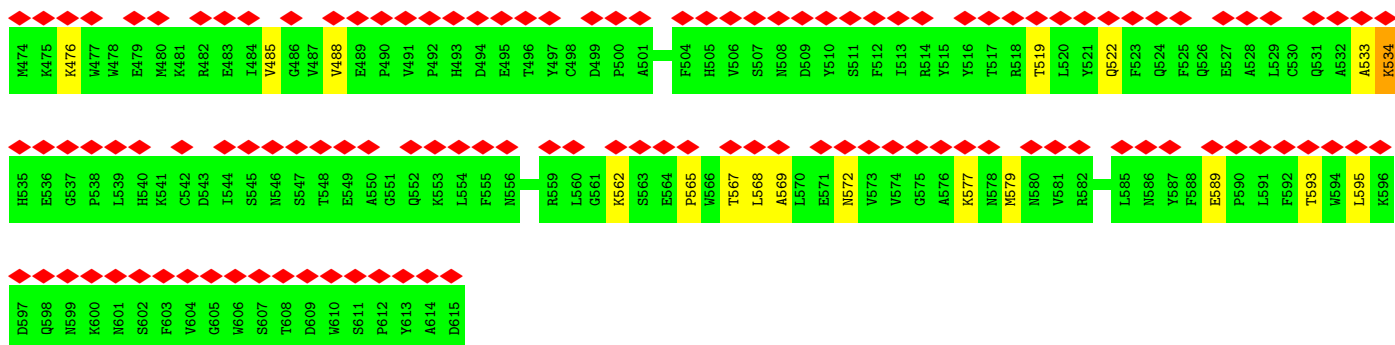 M474 K475 K476 W477 W478 E479 M480 K481 R482 E483 I484 V485 G486 V487 V488 E489 P490 V491 P492 H493 D494 E495 T496 Y497 C498 D499 P500 A501 F504 H505 V506 S507 N508 D509 Y510 S511 F512 I513 R514 Y515 Y516 T517 R518 T519 L520 Y521 Q522 F523 Q524 F525 Q526 E527 A528 L529 C530 Q531 A532 A533 K534
H535 E536 G537 P538 L539 H540 K541 C542 D543 I544 S545 N546 S547 T548 E549 A550 G551 Q552 K553 L554 F555 N556 R559 L560 G561 K562 S563 E564 P565 W566 T567 L568 A569 L570 E571 N572 V573 V574 G575 A576 K577 N578 M579 N580 V581 R582 L585 N586 Y587 F588 E589 P590 L591 F592 T593 W594 L595 K596
D597 Q598 N599 K600 N601 S602 F603 V604 G605 W606 S607 T608 D609 W610 S611 P612 Y613 A614 D615